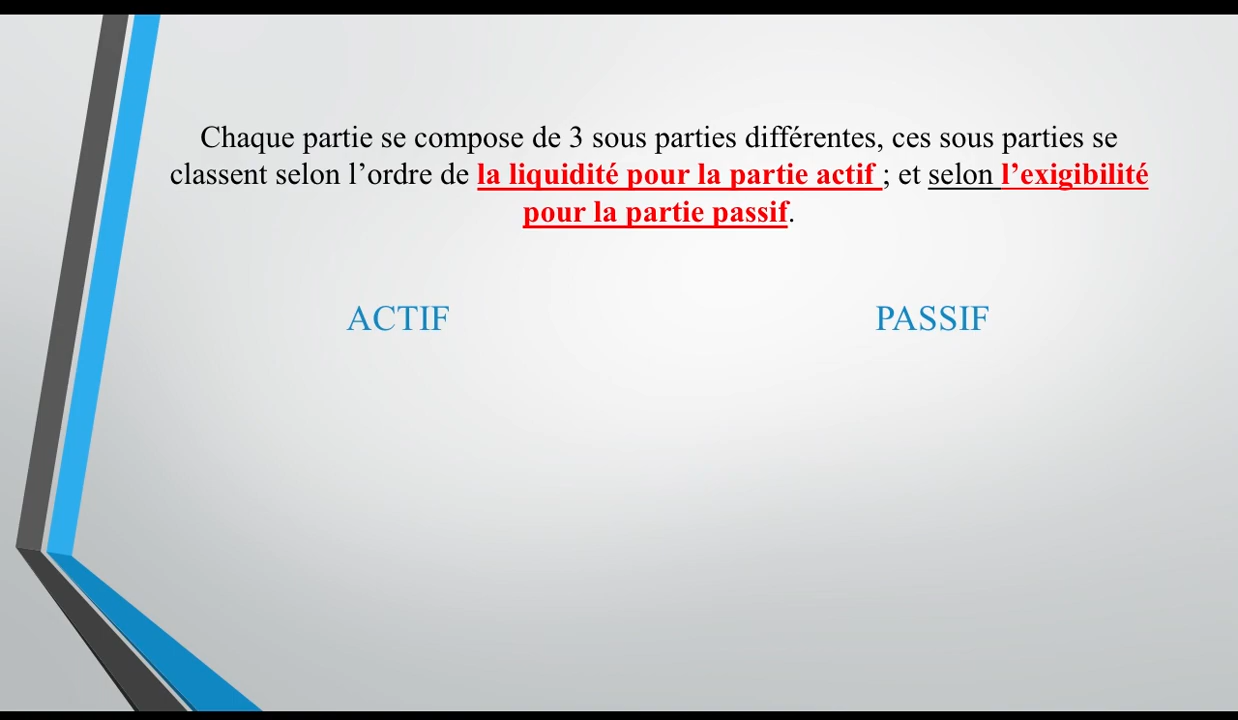 Chaque partie se compose de 3 sous parties différentes, ces sous parties se
classent selon l’ordre de la liquidité pour la partie actif ; et selon l’exigibilité
pour la partie passif.
ACTIF
PASSIF